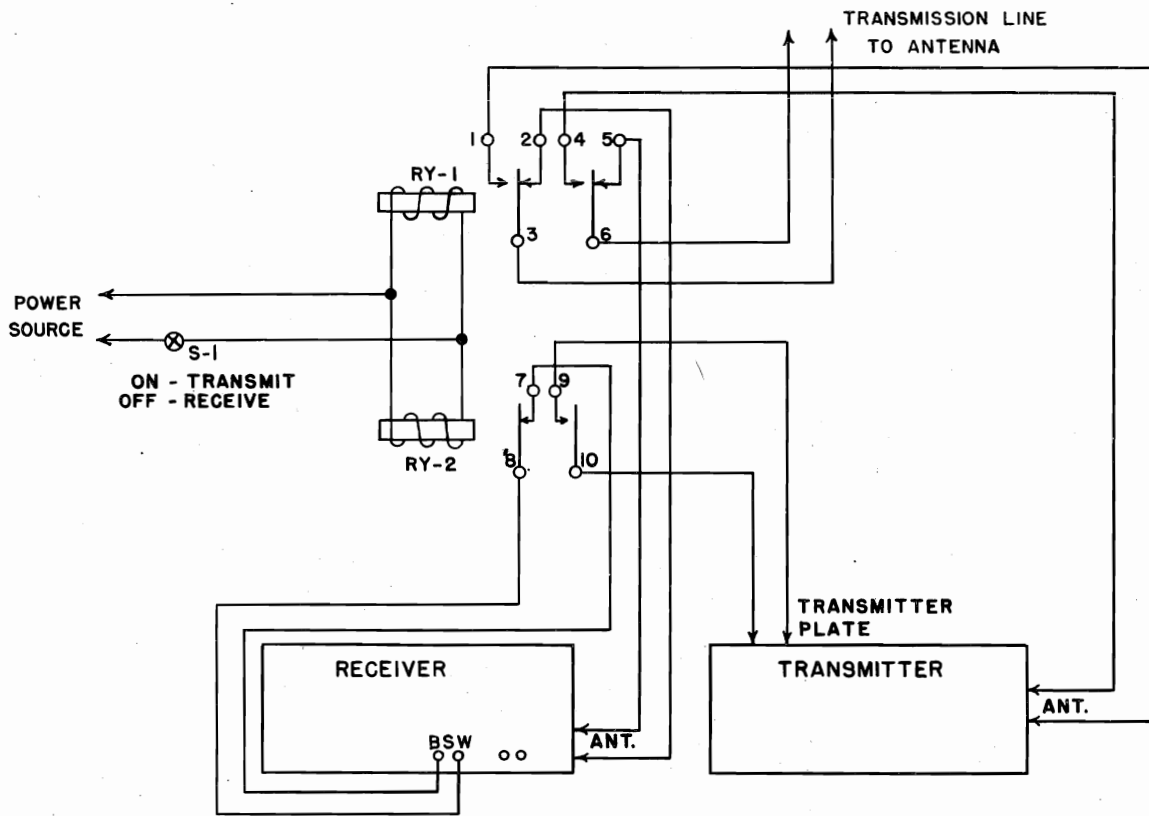 TRANSMISSION LINE
TO ANTENNA
1
2
4
5
RY-1
3
6
POWER
SOURCE
S-1
ON - TRANSMIT
OFF - RECEIVE
7
9
RY-2
8
10
TRANSMITTER
PLATE
RECEIVER
TRANSMITTER
ANT.
BSW
ANT.